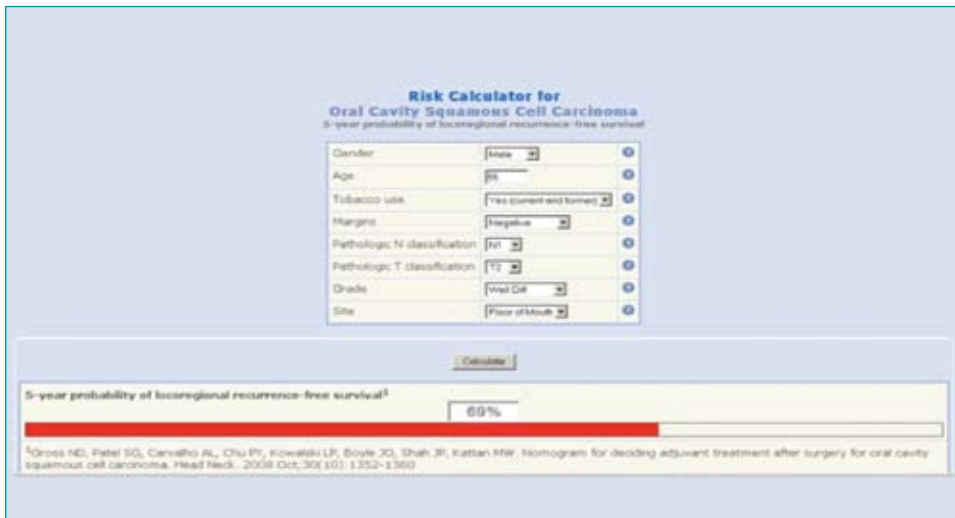 Risk Calculator for
Oral Cavity Squamous Cell Carcinoma
5-year probability of locoregional recurrence-free survival
Gender Male
Age
Tobacco use Yes (current and former)
Margins Negative
Pathologic N classification N1
Pathologic T classification T2
Grade Well Diff
Site Floor of Mouth
Calculate
5-year probability of locoregional recurrence-free survival1
69%
1Gross ND, Patel SG, Carvalho AL, Chu PY, Kowalski LP, Boyle JO, Shah JP, Kattan MW. Nomogram for deciding adjuvant treatment after surgery for oral cavity
squamous cell carcinoma. Head Neck. 2008 Oct;30(10):1352-1360